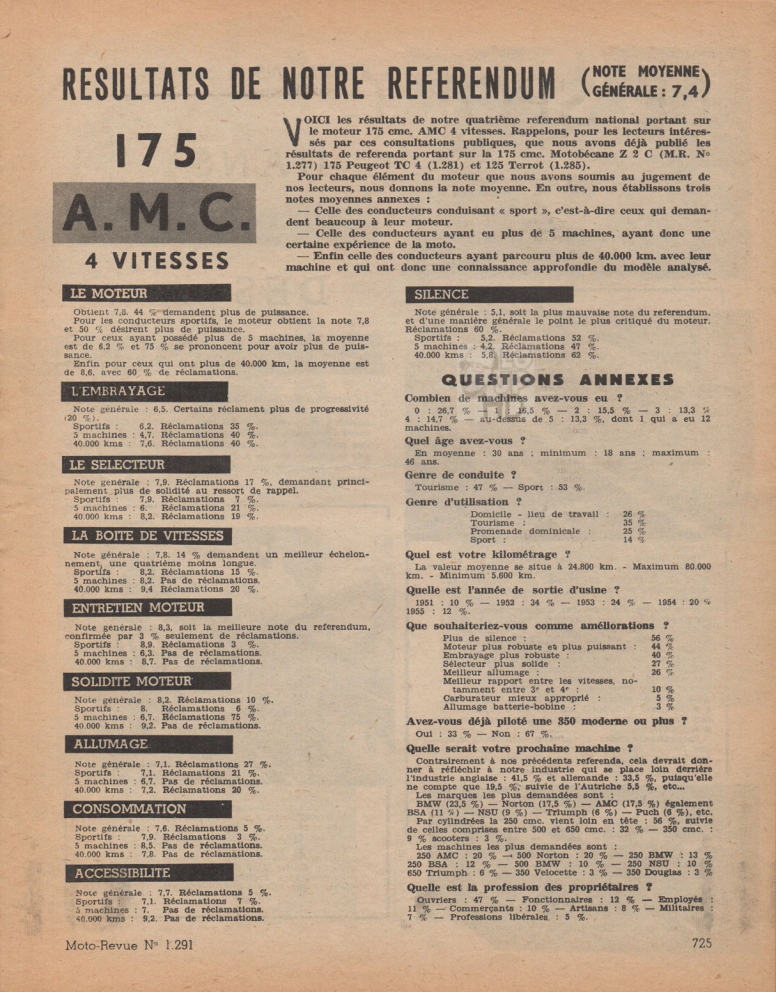 RESULTATS DE NOTRE REFERENDUM (NOTE MOYENNE
GÉNÉRALE : 7,4)
175
A.M.C.
4 VITESSES
VOICI les résultats de notre quatrième referendum national portant sur
le moteur 175 cmc. AMC 4 vitesses. Rappelons, pour les lecteurs intéres-
sés par ces consultations publiques, que nous avons déjà publié les
résultats de referenda portant sur la 175 cmc. Motobécane Z 2 C (M.R. N°
1.277) 175 Peugeot TC 4 (1.281) et 125 Terrot (1.285).
Pour chaque élément du moteur que nous avons soumis au jugement de
nos lecteurs, nous donnons la note moyenne. En outre, nous établissons trois
notes moyennes annexes :
— Celle des conducteurs conduisant « sport », c'est-à-dire ceux qui deman-
dent beaucoup à leur moteur.
— Celle des conducteurs ayant eu plus de 5 machines, ayant donc une
certaine expérience de la moto.
— Enfin celle des conducteurs ayant parcouru plus de 40.000 km. avec leur
machine et qui ont donc une connaissance approfondie du modèle analysé.
LE MOTEUR
Obtient 7,8. 44 % demandent plus de puissance.
Pour les conducteurs sportifs, le moteur obtient la note 7,8
et 50 % désirent plus de puissance.
Pour ceux ayant possédé plus de 5 machines, la moyenne
est de 6,2 % et 75 % se prononcent pour avoir plus de puis-
sance.
Enfin pour ceux qui ont plus de 40.000 km, la moyenne est
de 8,6, avec 60 % de réclamations.
L'EMBRAYAGE
Note générale : 6,5. Certains réclament plus de progressivité
(20 %).
Sportifs : 6,2. Réclamations 35 %.
5 machines : 4,7. Réclamations 40 %.
40.000 kms : 7,6. Réclamations 40 %.
LE SELECTEUR
Note générale : 7,9. Réclamations 17 %, demandant princi-
palement plus de solidité au ressort de rappel.
Sportifs : 7,9. Réclamations 7 %.
5 machines : 6. Réclamations 21 %.
40.000 kms : 8,2. Réclamations 19 %.
LA BOITE DE VITESSES
Note générale : 7,8. 14 % demandent un meilleur échelon-
nement, une quatrième moins longue.
Sportifs : 8,2. Réclamations 15 %.
5 machines : 8,2. Pas de réclamations.
40.000 kms : 9,4 Réclamations 20 %.
ENTRETIEN MOTEUR
Note générale : 8,3, soit la meilleure note du referendum,
confirmée par 3 % seulement de réclamations.
Sportifs : 8,9. Réclamations 3 %.
5 machines : 6,3. Pas de réclamations.
40.000 kms : 8,7. Pas de réclamations.
SOLIDITE MOTEUR
Note générale : 8,2. Réclamations 10 %.
Sportifs : 8. Réclamations 6 %.
5 machines : 6,7. Réclamations 75 %.
40.000 kms : 9,2. Pas de réclamations.
ALLUMAGE
Note générale : 7,1. Réclamations 27 %.
Sportifs : 7,1. Réclamations 21 %.
5 machines : 6,7. Pas de réclamations.
40.000 kms : 7,2. Réclamations 20 %.
CONSOMMATION
Note générale : 7,6. Réclamations 5 %.
Sportifs : 7,9. Réclamations 3 %.
5 machines : 8,5. Pas de réclamations.
40.000 kms : 7,8. Pas de réclamations.
ACCESSIBILITE
Note générale : 7,7. Réclamations 5 %.
Sportifs : 7,1. Réclamations 7 %.
5 machines : 7. Pas de réclamations.
40.000 kms : 9,2. Pas de réclamations.
SILENCE
Note générale : 5,1, soit la plus mauvaise note du referendum,
et d'une manière générale le point le plus critiqué du moteur.
Réclamations 60 %.
Sportifs : 5,2. Réclamations 52 %.
5 machines : 4,2. Réclamations 47 %.
40.000 kms : 5,8. Réclamations 62 %.
QUESTIONS ANNEXES
Combien de machines avez-vous eu ?
0 : 26,7 % — 1 : 16,5 % — 2 : 15,5 % — 3 : 13,3 %
4 : 14,7 % — au-dessus de 5 : 13,3 %, dont 1 qui a eu 12
machines.
Quel âge avez-vous ?
En moyenne : 30 ans ; minimum : 18 ans ; maximum :
46 ans.
Genre de conduite ?
Tourisme : 47 % — Sport : 53 %.
Genre d'utilisation ?
Domicile - lieu de travail : 26 %
Tourisme : 35 %
Promenade dominicale : 25 %
Sport : 14 %
Quel est votre kilométrage ?
La valeur moyenne se situe à 24.800 km. - Maximum 80.000
km. - Minimum 5.600 km.
Quelle est l'année de sortie d'usine ?
1951 : 10 % — 1952 : 34 % — 1953 : 24 % — 1954 : 20 %
1955 : 12 %.
Que souhaiteriez-vous comme améliorations ?
Plus de silence : 56 %
Moteur plus robuste et plus puissant : 44 %
Embrayage plus robuste : 40 %
Sélecteur plus solide : 27 %
Meilleur allumage : 26 %
Meilleur rapport entre les vitesses, no-
tamment entre 3e et 4e : 10 %
Carburateur mieux approprié : 5 %
Allumage batterie-bobine : 3 %
Avez-vous déjà piloté une 350 moderne ou plus ?
Oui : 33 % — Non : 67 %.
Quelle serait votre prochaine machine ?
Contrairement à nos précédents referenda, cela devrait don-
ner à réfléchir à notre industrie qui se place loin derrière
l'industrie anglaise : 41,5 % et allemande : 33,5 %, puisqu'elle
ne compte que 19,5 %; suivie de l'Autriche 5,5 %, etc...
Les marques les plus demandées sont :
BMW (23,5 %) — Norton (17,5 %) — AMC (17,5 %) également
BSA (11 %) — NSU (9 %) — Triumph (6 %) — Puch (6 %), etc.
Par cylindrées la 250 cmc. vient loin en tête : 56 %, suivie
de celles comprises entre 500 et 650 cmc. : 32 % — 350 cmc. :
9 % scooters : 3 %.
Les machines les plus demandées sont :
250 AMC : 20 % — 500 Norton : 20 % — 250 BMW : 13 %
250 BSA : 12 % — 500 BMW : 10 % — 250 NSU : 10 %
650 Triumph : 6 % — 350 Velocette : 3 % — 350 Douglas : 3 %
Quelle est la profession des propriétaires ?
Ouvriers : 47 % — Fonctionnaires : 12 % — Employés :
11 % — Commerçants : 10 % — Artisans : 8 % — Militaires :
7 % — Professions libérales : 5 %.
Moto-Revue N° 1.291
725